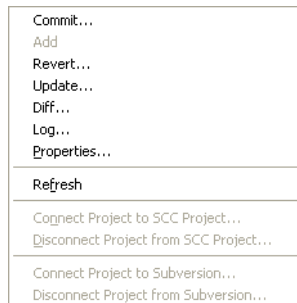 Commit...
Add
Revert...
Update...
Diff...
Log...
Properties...
Refresh
Connect Project to SCC Project...
Disconnect Project from SCC Project...
Connect Project to Subversion...
Disconnect Project from Subversion...